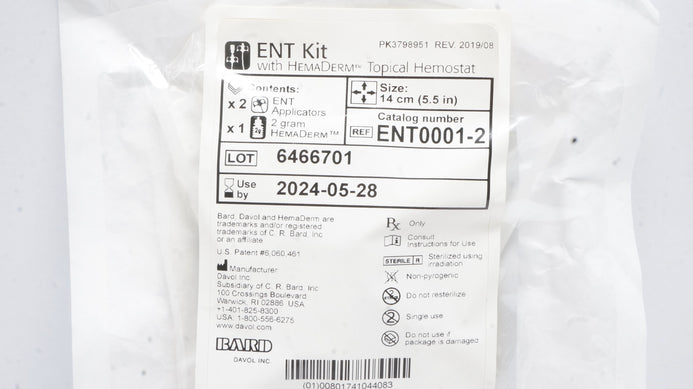 PK3798951 REV. 2019/08
ENT Kit
with HEMADERM™ Topical Hemostat
Contents:
x 2 ENT Applicators
x 1 2 gram HEMADERM™
2g
Size:
14 cm (5.5 in)
Catalog number
REF ENT0001-2
LOT 6466701
Use by 2024-05-28
Bard, Davol and HemaDerm are
trademarks and/or registered
trademarks of C. R. Bard, Inc.
or an affiliate
U.S. Patent #6,060,461
Manufacturer
Davol Inc.
Subsidiary of C. R. Bard, Inc.
100 Crossings Boulevard
Warwick, RI 02886 USA
+1-401-825-8300
USA: 1-800-556-6275
www.davol.com
BARD
DAVOL INC.
Rx Only
Consult
Instructions for Use
STERILE R Sterilized using
irradiation
Non-pyrogenic
Do not resterilize
Single use
Do not use if
package is damaged
(01)00801741044083